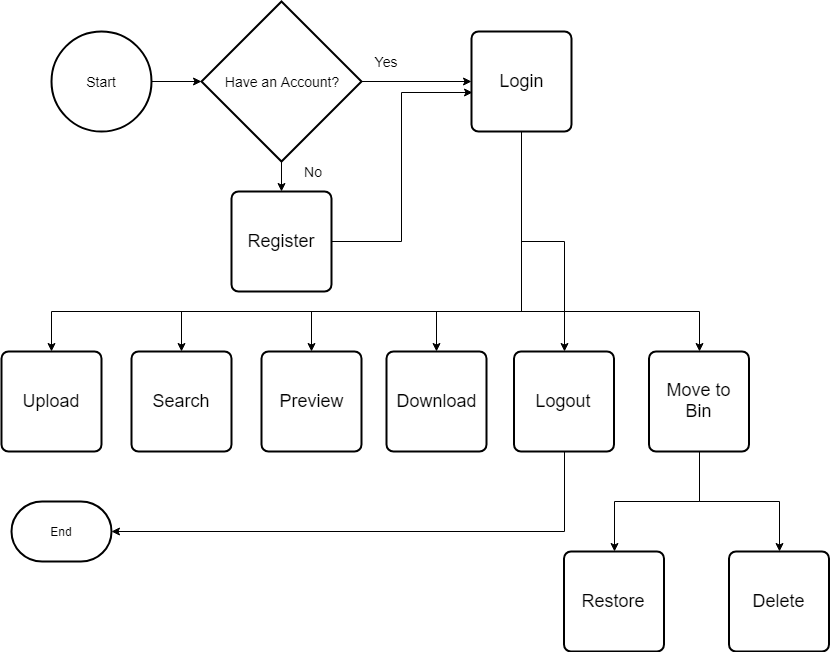 Start
Have an Account?
Yes
Login
No
Register
Upload
Search
Preview
Download
Logout
Move to
Bin
End
Restore
Delete